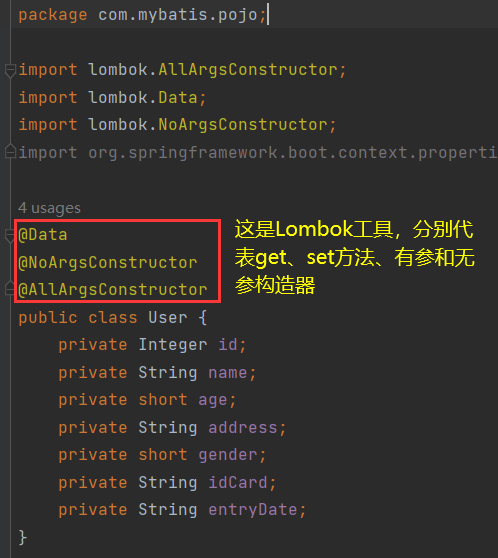 package com.mybatis.pojo;
import lombok.AllArgsConstructor;
import lombok.Data;
import lombok.NoArgsConstructor;
import org.springframework.boot.context.properti
4 usages
@Data
@NoArgsConstructor
@AllArgsConstructor
这是Lombok工具，分别代
表get、set方法、有参和无
参构造器
public class User {
private Integer id;
private String name;
private short age;
private String address;
private short gender;
private String idCard;
private String entryDate;
}